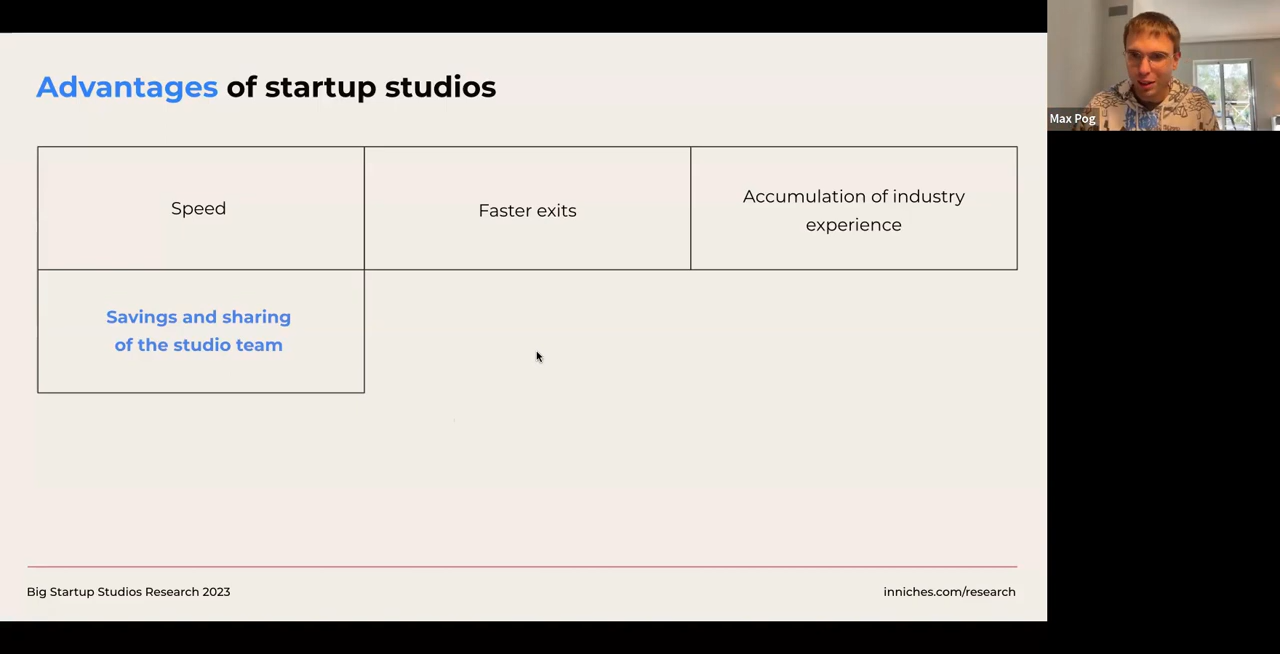 Advantages of startup studios
Speed
Faster exits
Accumulation of industry
experience
Savings and sharing
of the studio team
Big Startup Studios Research 2023
inniches.com/research
Max Pog